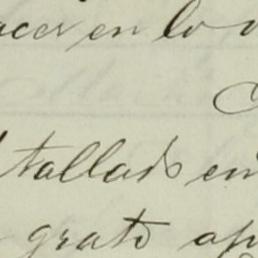 acer en lo
tallado en
grato ap